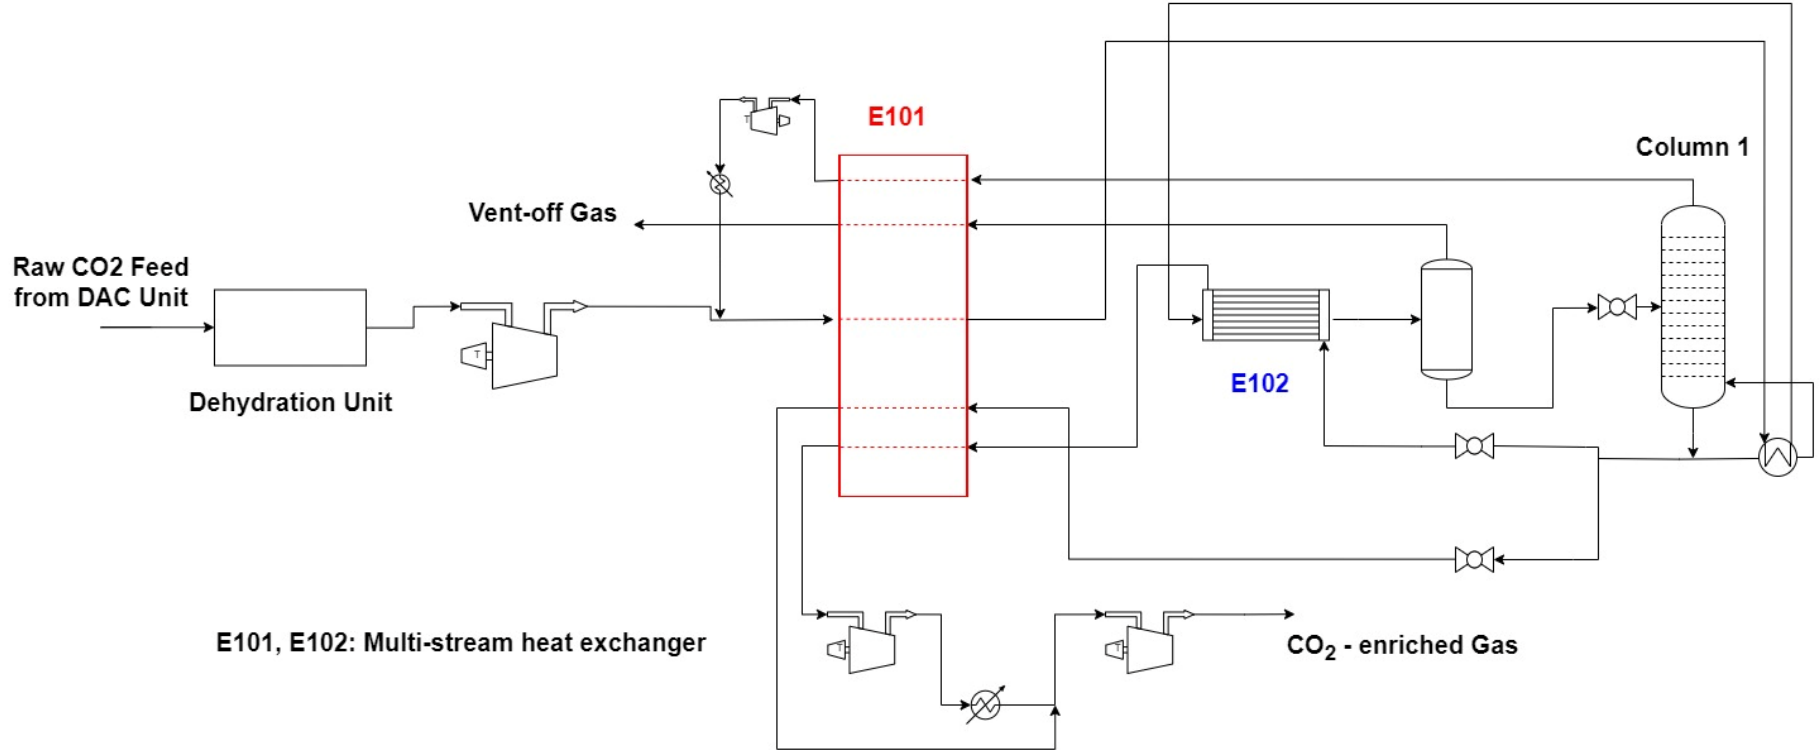 E101
Column 1
Vent-off Gas
Raw CO2 Feed
from DAC Unit
E102
Dehydration Unit
T
T
T
T
E101, E102: Multi-stream heat exchanger
CO₂ - enriched Gas